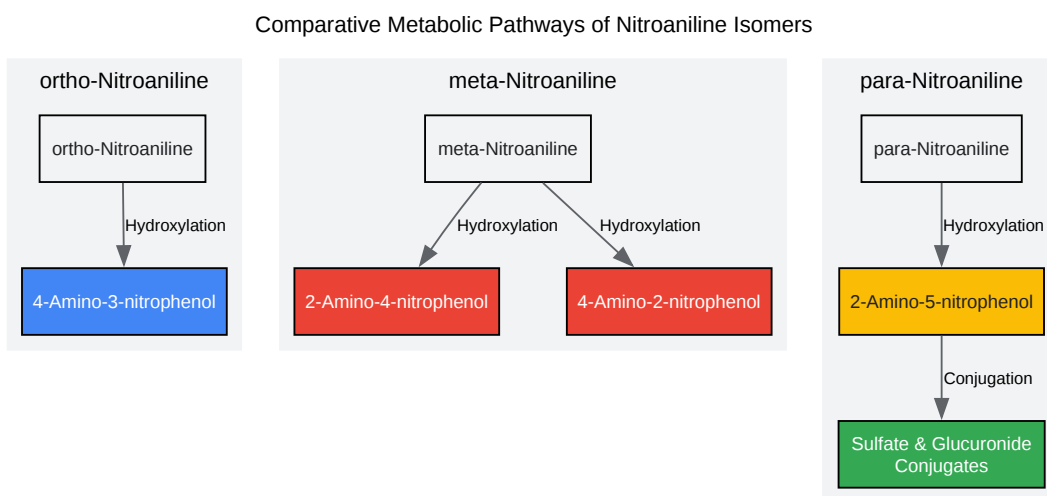 Comparative Metabolic Pathways of Nitroaniline Isomers
ortho-Nitroaniline
ortho-Nitroaniline
Hydroxylation
4-Amino-3-nitrophenol
meta-Nitroaniline
meta-Nitroaniline
Hydroxylation
Hydroxylation
2-Amino-4-nitrophenol
4-Amino-2-nitrophenol
para-Nitroaniline
para-Nitroaniline
Hydroxylation
2-Amino-5-nitrophenol
Conjugation
Sulfate & Glucuronide
Conjugates